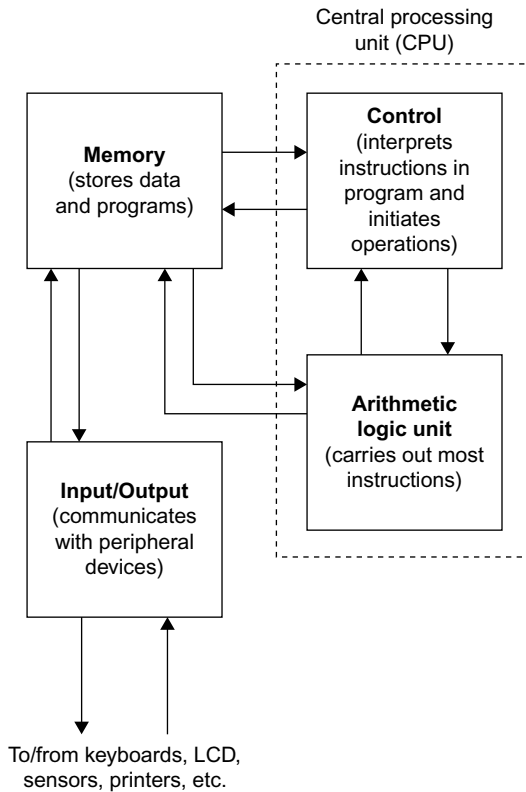 Central processing
unit (CPU)
Memory
(stores data
and programs)
Control
(interprets
instructions in
program and
initiates
operations)
Arithmetic
logic unit
(carries out most
instructions)
Input/Output
(communicates
with peripheral
devices)
To/from keyboards, LCD,
sensors, printers, etc.